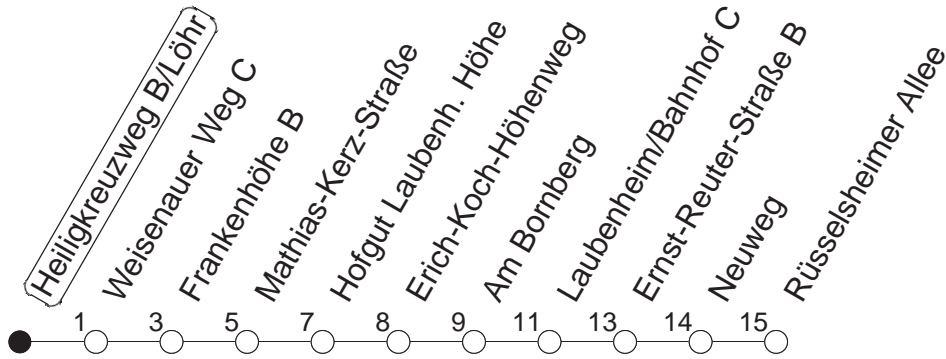 Heiligkreuzweg B/Löhr
Weisenauer Weg C
Frankenhöhe B
Mathias-Kerz-Straße
Hofgut Laubenh. Höhe
Erich-Koch-Höhenweg
Am Bornberg
Laubenheim/Bahnhof C
Ernst-Reuter-Straße B
Neuweg
Rüsselsheimer Allee
1 3 5 7 8 9 11 13 14 15